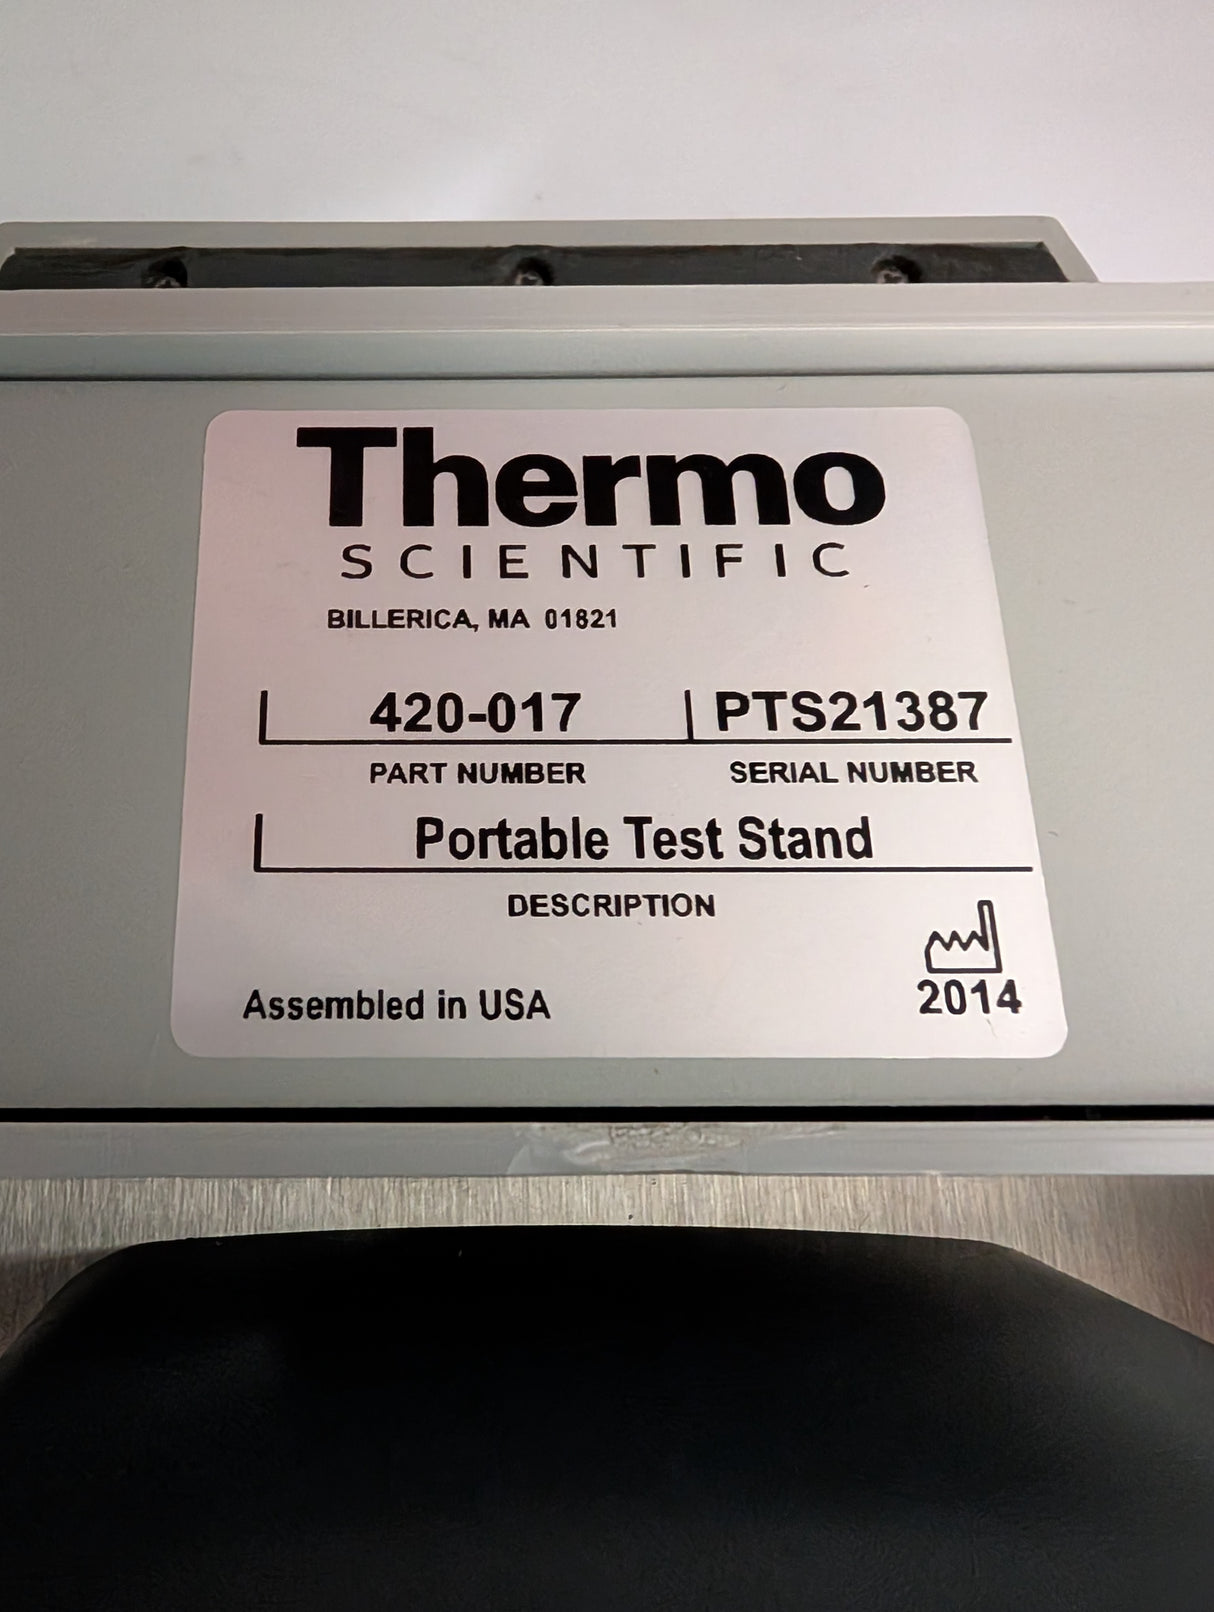 Thermo
SCIENTIFIC
BILLERICA, MA 01821
420-017 PTS21387
PART NUMBER SERIAL NUMBER
Portable Test Stand
DESCRIPTION
Assembled in USA 2014